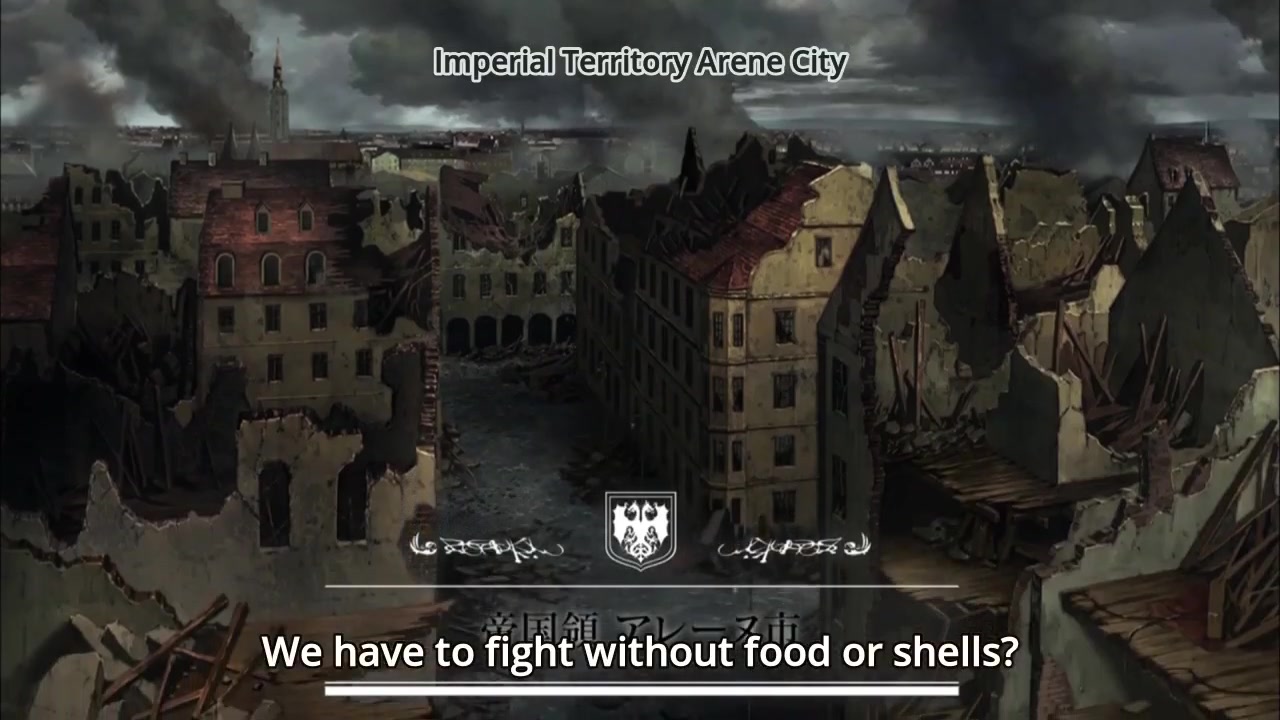 Imperial Territory Arene City
帝国領 アレーヌ市
We have to fight without food or shells?